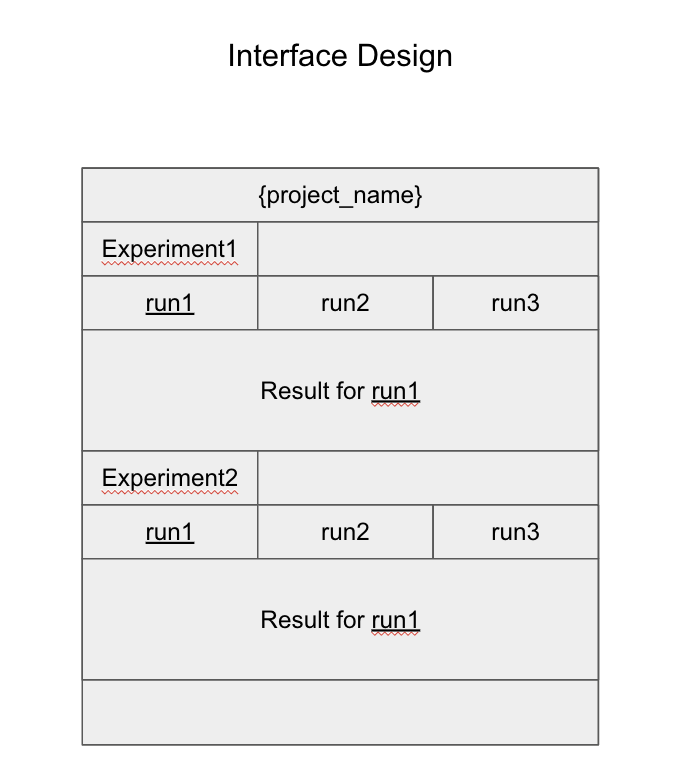 Interface Design
{project_name}
Experiment1
run1 run2 run3
Result for run1
Experiment2
run1 run2 run3
Result for run1